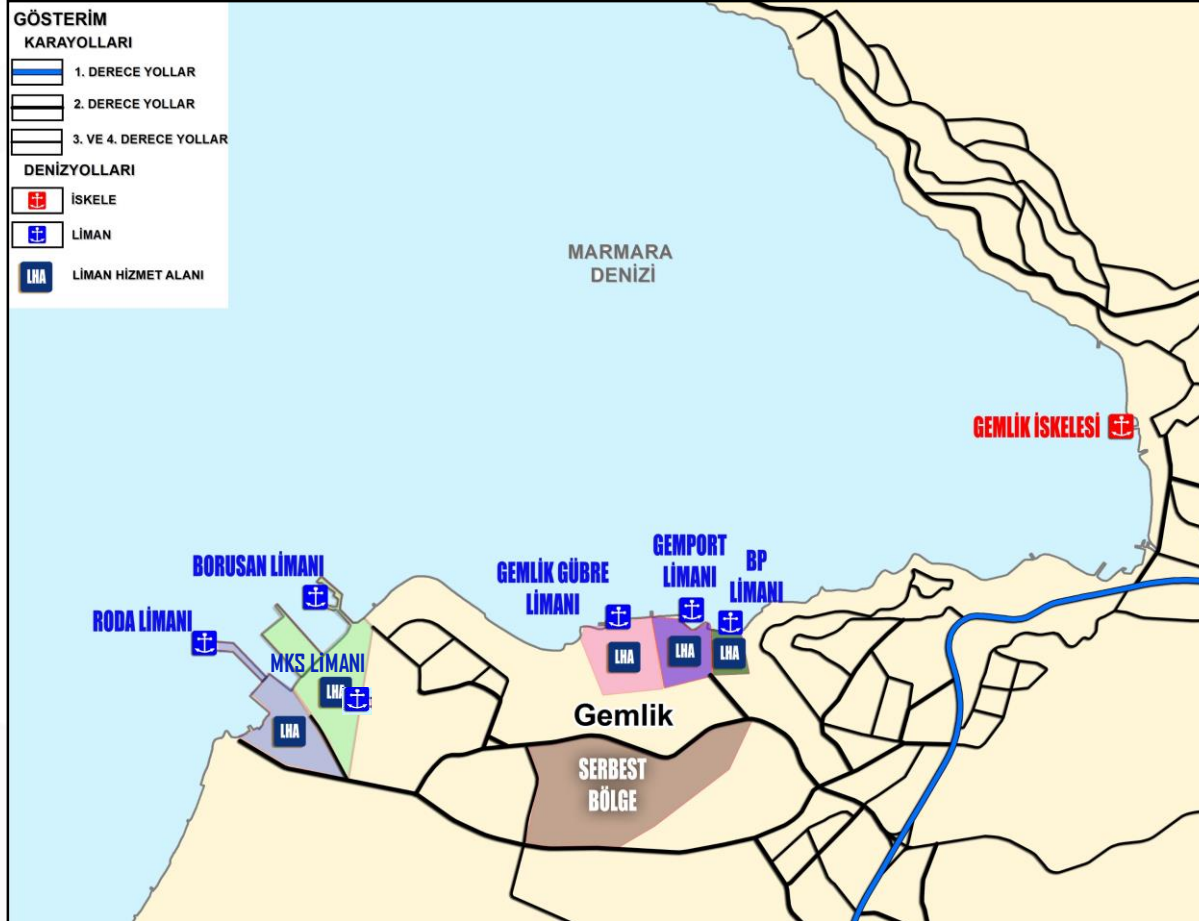 GÖSTERİM
KARAYOLLARI
1. DERECE YOLLAR
2. DERECE YOLLAR
3. VE 4. DERECE YOLLAR
DENİZYOLLARI
İSKELE
LİMAN
LHA
LİMAN HİZMET ALANI
MARMARA
DENİZİ
GEMLİK İSKELESİ
BORUSAN LİMANI
RODA LİMANI
MKS LİMANI
LHA
LHA
GEMLİK GÜBRE
LİMANI
GEMPORT
LİMANI
BP
LİMANI
LHA
LHA
LHA
Gemlik
SERBEST
BÖLGE